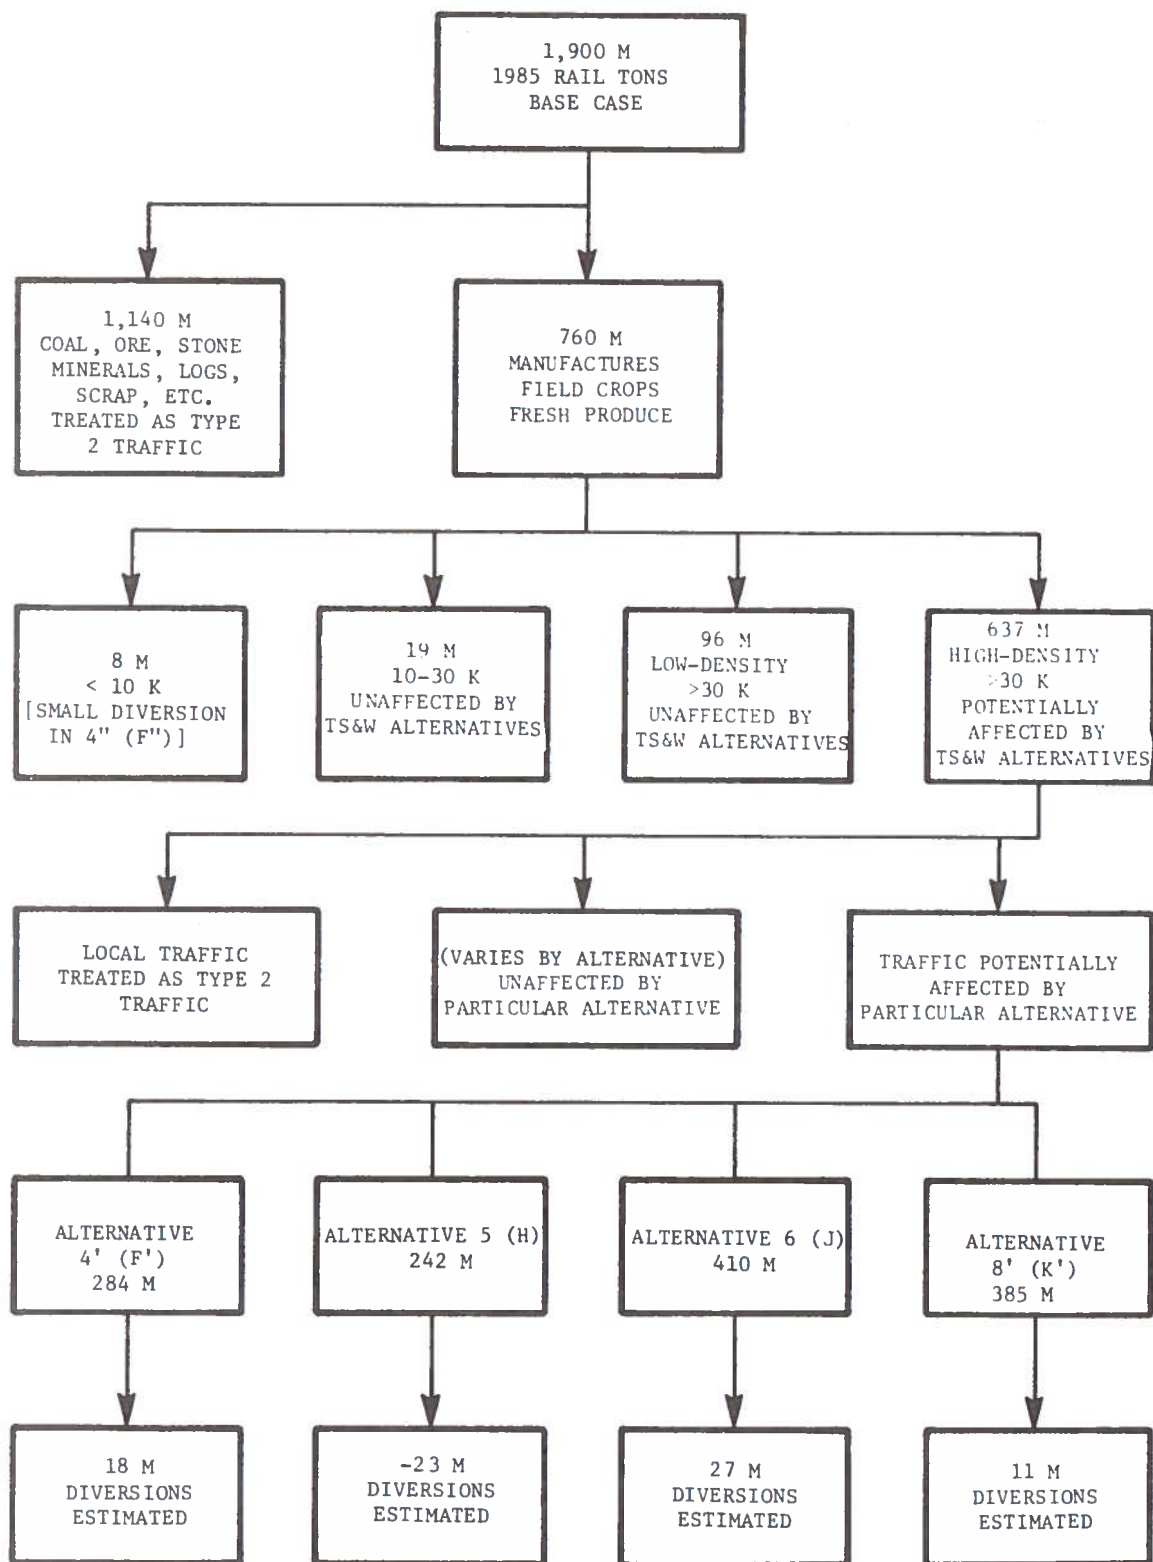 1,900 M
1985 RAIL TONS
BASE CASE
1,140 M
COAL, ORE, STONE
MINERALS, LOGS,
SCRAP, ETC.
TREATED AS TYPE
2 TRAFFIC
760 M
MANUFACTURES
FIELD CROPS
FRESH PRODUCE
8 M
< 10 K
[SMALL DIVERSION
IN 4" (F")]
19 M
10-30 K
UNAFFECTED BY
TS&W ALTERNATIVES
96 M
LOW-DENSITY
>30 K
UNAFFECTED BY
TS&W ALTERNATIVES
637 M
HIGH-DENSITY
>30 K
POTENTIALLY
AFFECTED BY
TS&W ALTERNATIVES
LOCAL TRAFFIC
TREATED AS TYPE 2
TRAFFIC
(VARIES BY ALTERNATIVE)
UNAFFECTED BY
PARTICULAR ALTERNATIVE
TRAFFIC POTENTIALLY
AFFECTED BY
PARTICULAR ALTERNATIVE
ALTERNATIVE
4' (F')
284 M
ALTERNATIVE 5 (H)
242 M
ALTERNATIVE 6 (J)
410 M
ALTERNATIVE
8' (K')
385 M
18 M
DIVERSIONS
ESTIMATED
-23 M
DIVERSIONS
ESTIMATED
27 M
DIVERSIONS
ESTIMATED
11 M
DIVERSIONS
ESTIMATED